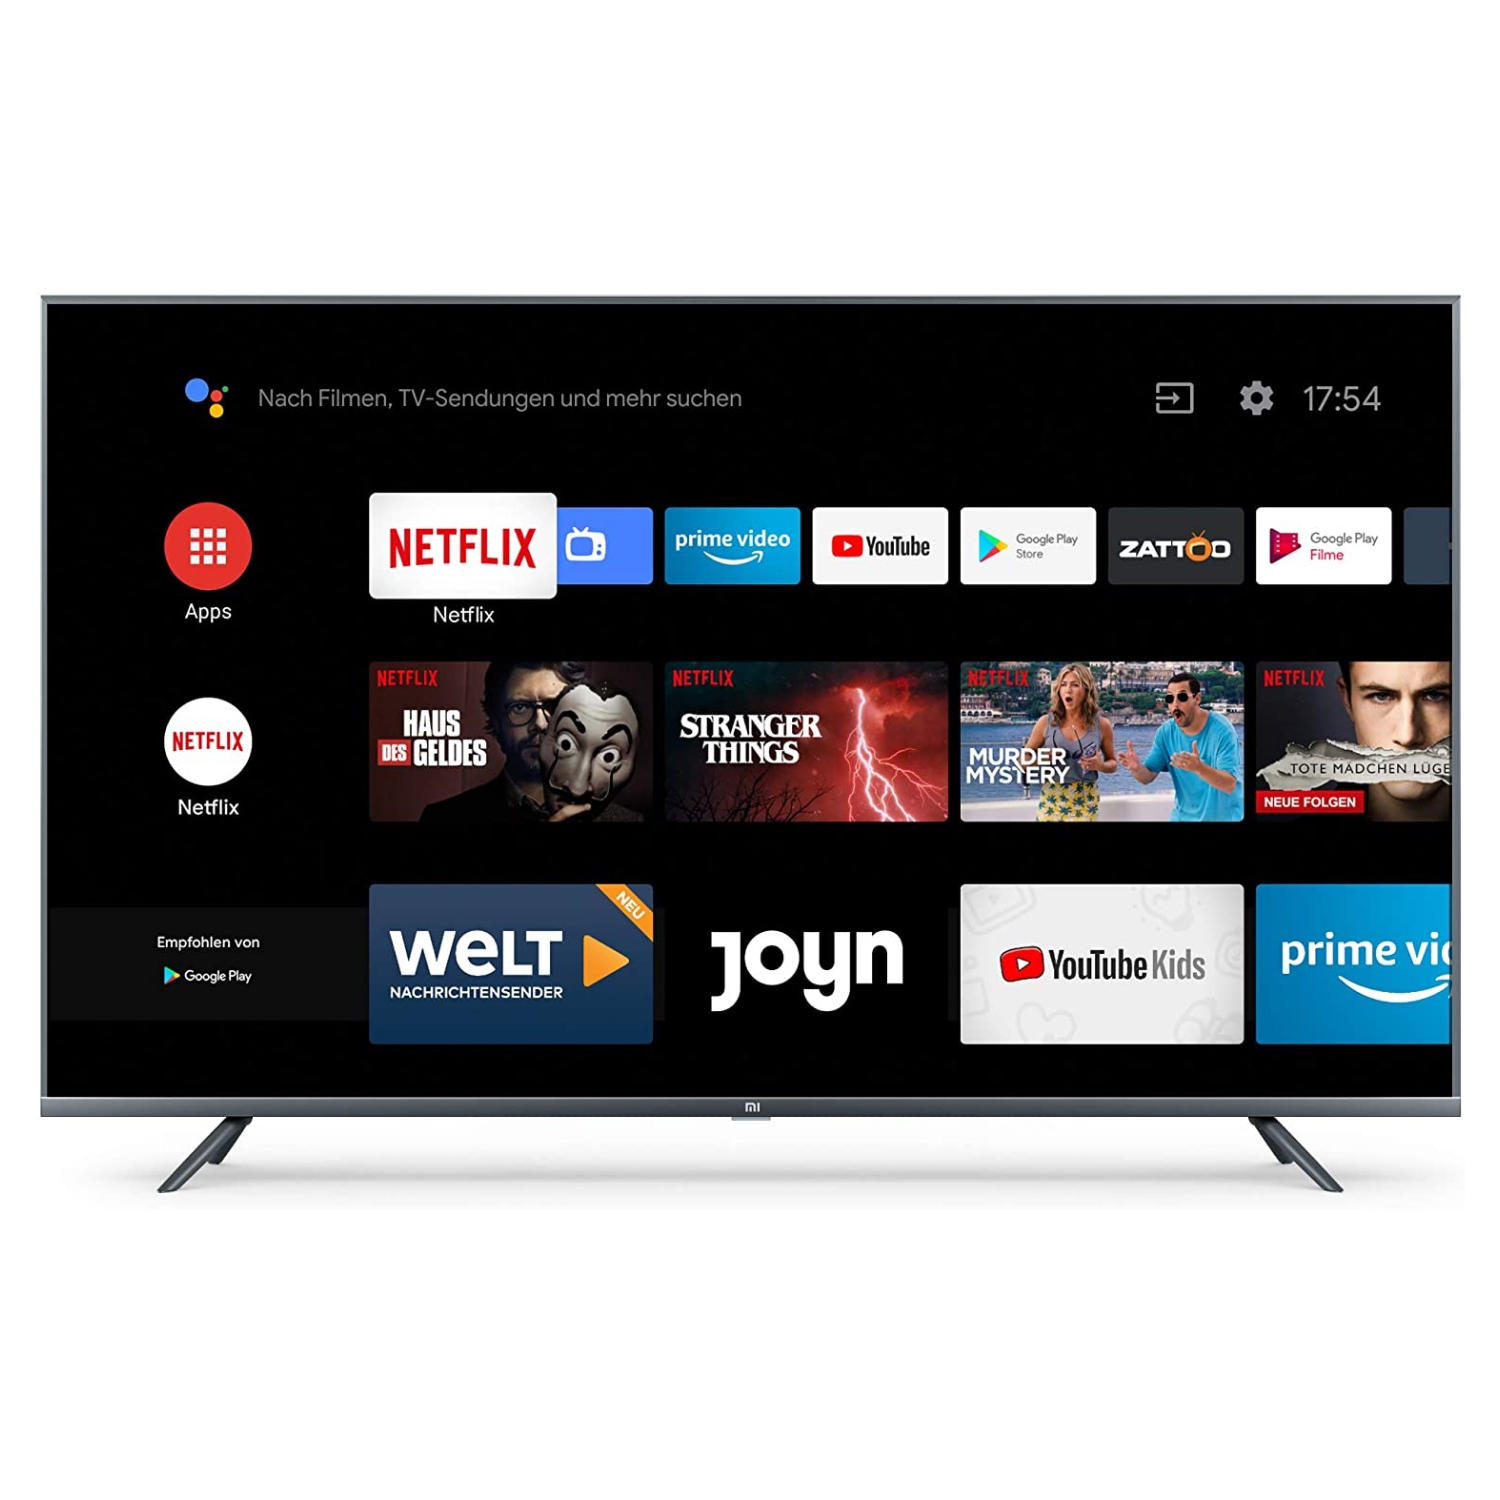 Nach Filmen, TV-Sendungen und mehr suchen
17:54
Apps
NETFLIX
prime video
YouTube
Google Play
Store
ZATTOO
Google Play
Filme
Netflix
NETFLIX
Netflix
NETFLIX
HAUS
DES GELDES
NETFLIX
STRANGER
THINGS
NETFLIX
MURDER
MYSTERY
NETFLIX
TOTE MÄDCHEN LÜGE
NEUE FOLGEN
Empfohlen von
Google Play
WELT
NACHRICHTENSENDER
NEU
joyn
YouTube Kids
prime vi
MI